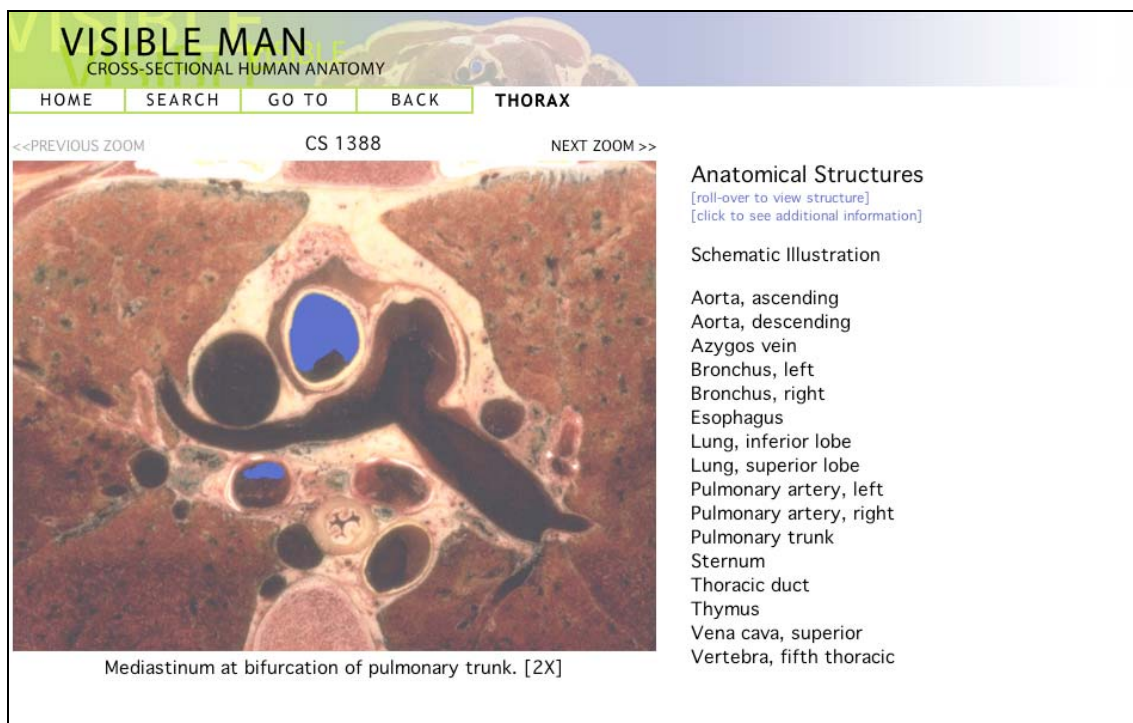 VISIBLE MAN
CROSS-SECTIONAL HUMAN ANATOMY
HOME SEARCH GO TO BACK THORAX
<<PREVIOUS ZOOM CS 1388 NEXT ZOOM >>
Anatomical Structures
[roll-over to view structure]
[click to see additional information]
Schematic Illustration
Aorta, ascending
Aorta, descending
Azygos vein
Bronchus, left
Bronchus, right
Esophagus
Lung, inferior lobe
Lung, superior lobe
Pulmonary artery, left
Pulmonary artery, right
Pulmonary trunk
Sternum
Thoracic duct
Thymus
Vena cava, superior
Vertebra, fifth thoracic
Mediastinum at bifurcation of pulmonary trunk. [2X]